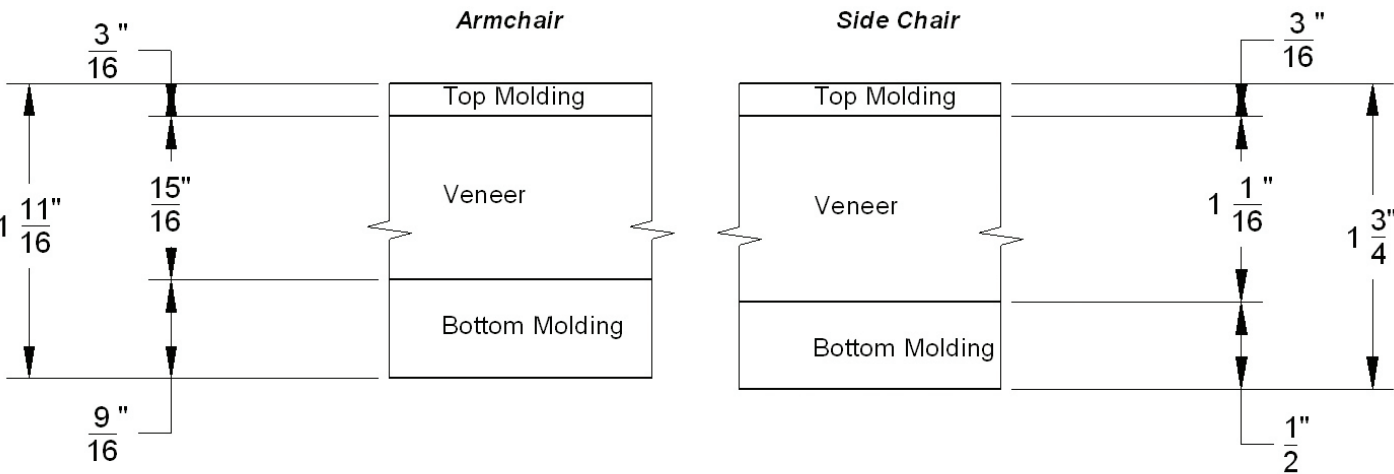 Armchair
Side Chair
3"
16
3"
16
Top Molding
Top Molding
1 11"
16
15"
16
Veneer
Veneer
1 1"
16
1 3"
4
Bottom Molding
Bottom Molding
9"
16
1"
2